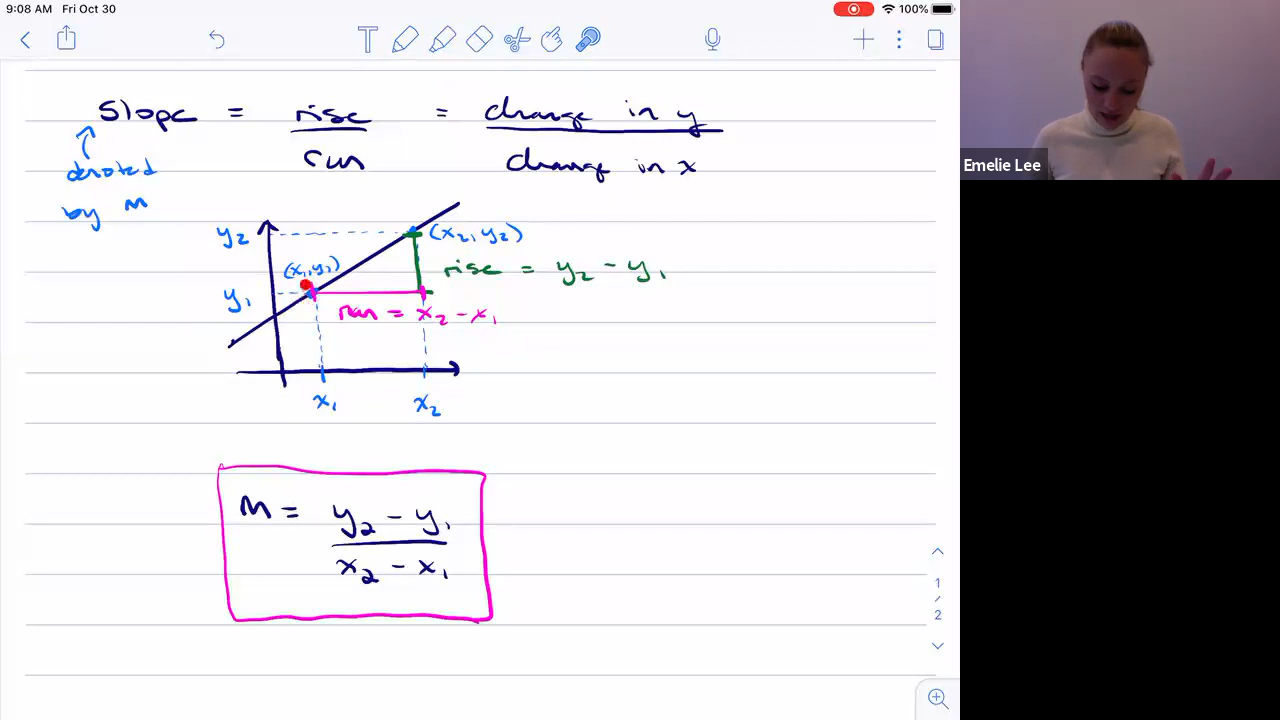 9:08 AM Fri Oct 30
100%
T
Slope = rise / run = change in y / change in x
denoted
by m
y₂
(x₂, y₂)
(x₁, y₁)
rise = y₂ - y₁
y₁
run = x₂ - x₁
x₁ x₂
M = y₂ - y₁ / x₂ - x₁
1
/
2
Emelie Lee